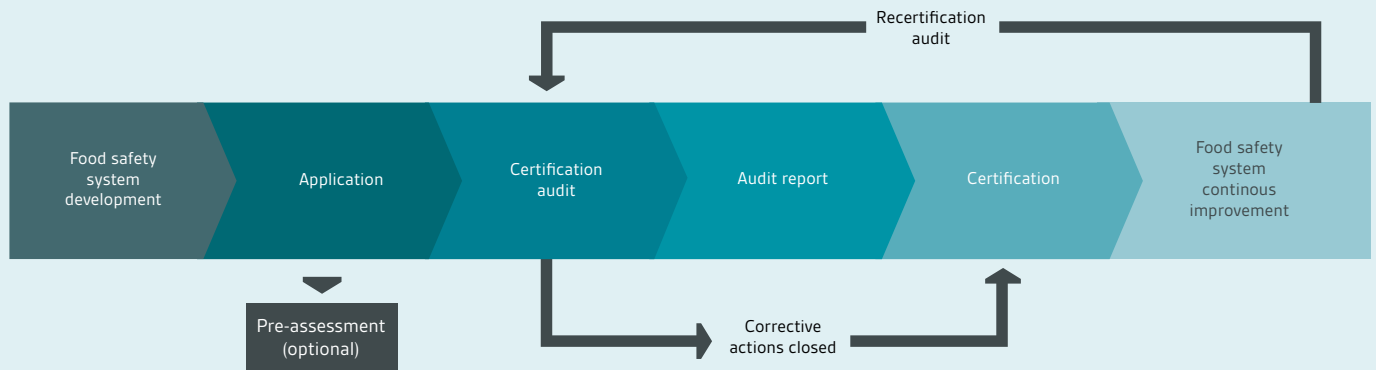 Recertification
audit
Food safety
system
development
Application
Certification
audit
Audit report
Certification
Food safety
system
continous
improvement
Pre-assessment
(optional)
Corrective
actions closed